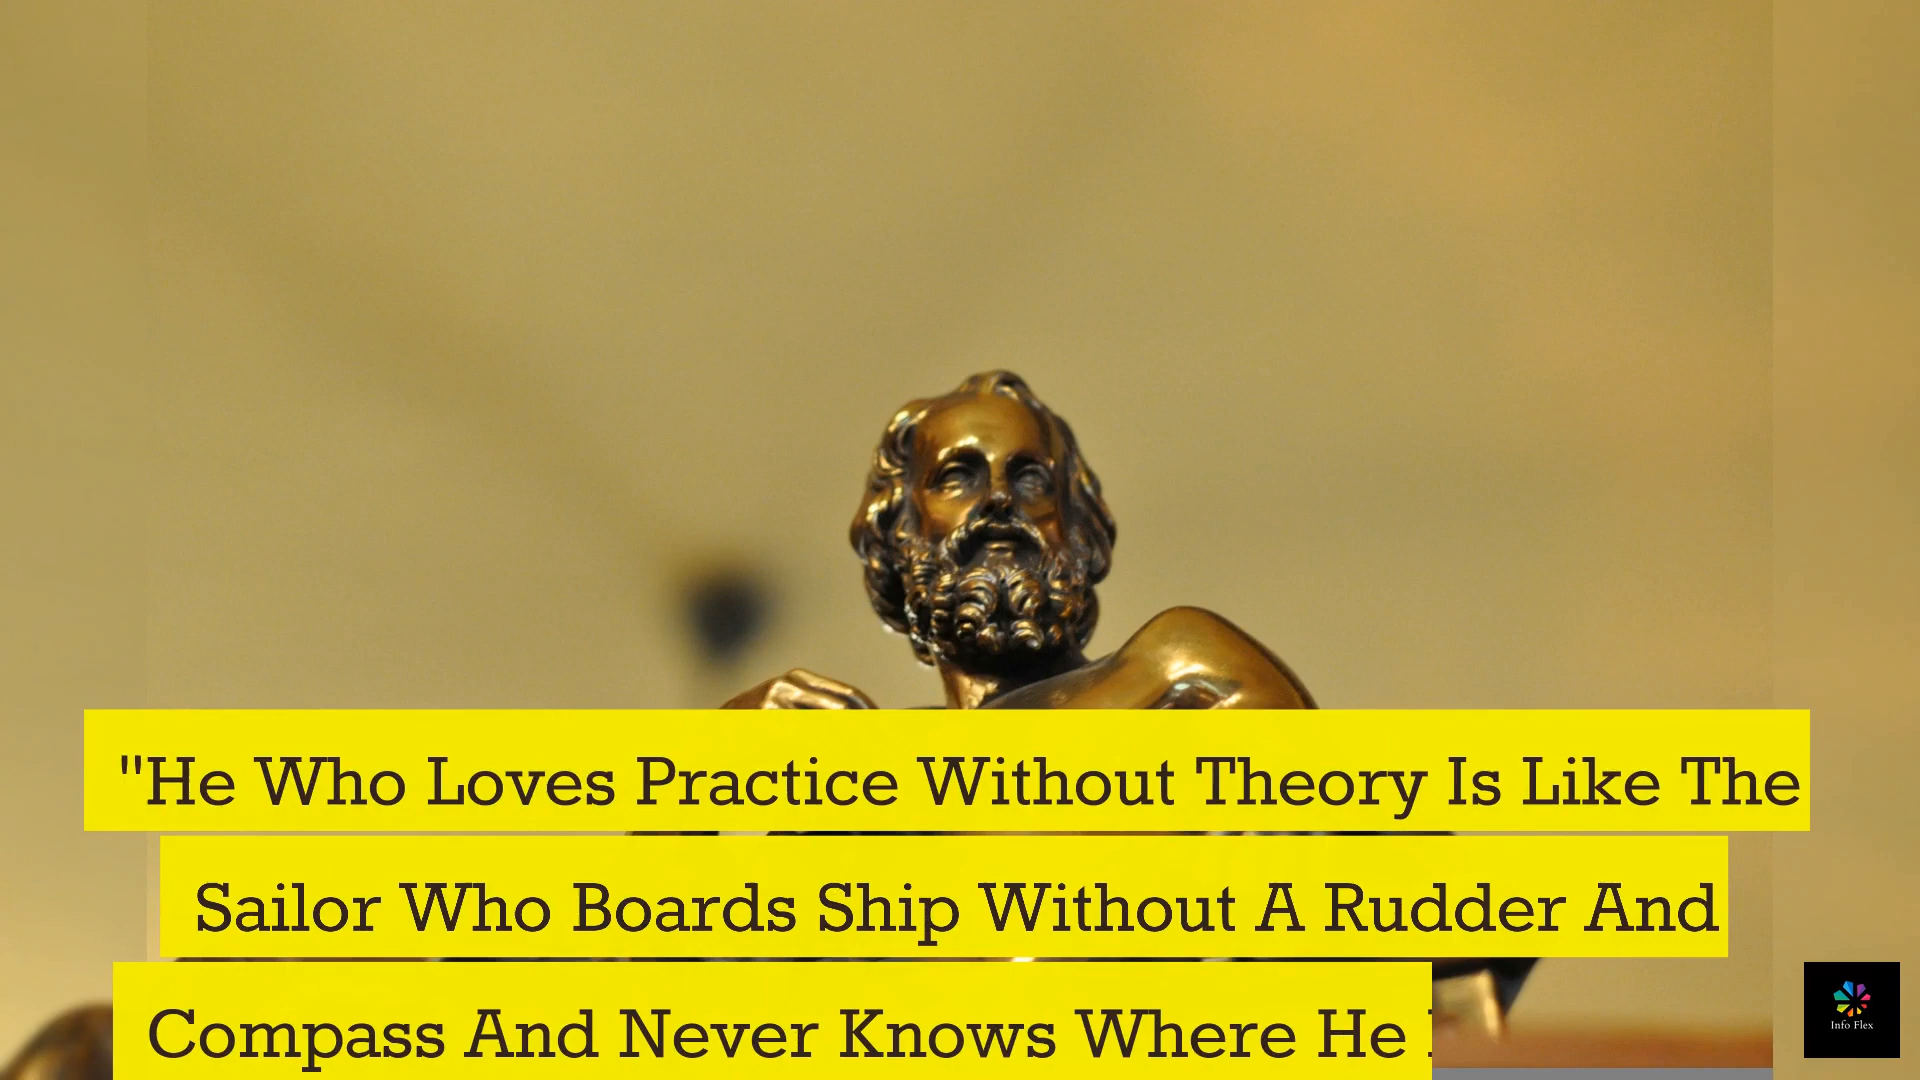 "He Who Loves Practice Without Theory Is Like The
Sailor Who Boards Ship Without A Rudder And
Compass And Never Knows Where He
Info Flex